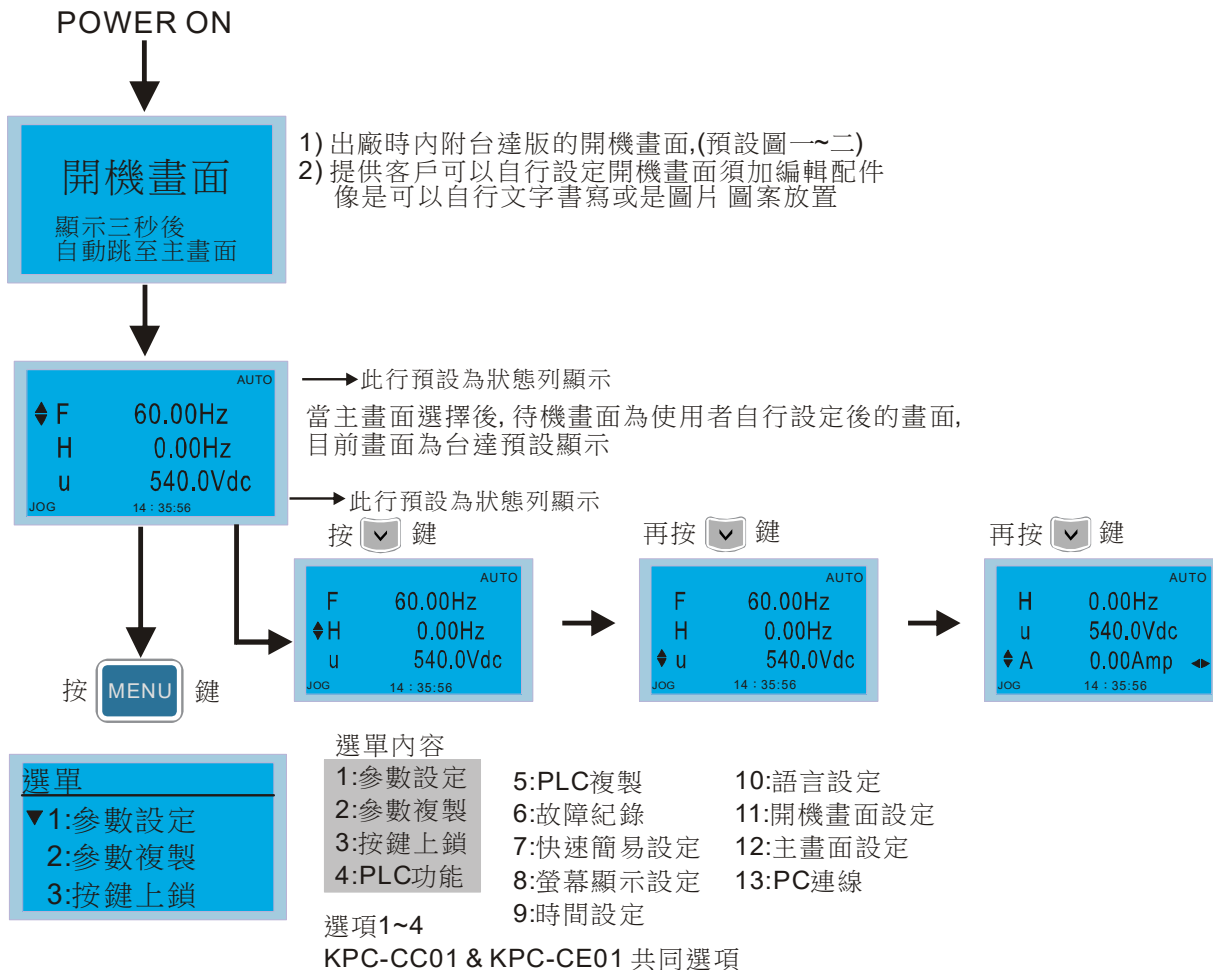 POWER ON
開機畫面
顯示三秒後
自動跳至主畫面
1) 出廠時內附台達版的開機畫面,(預設圖一~二)
2) 提供客戶可以自行設定開機畫面須加編輯配件
像是可以自行文字書寫或是圖片 圖案放置
AUTO
F 60.00Hz
H 0.00Hz
u 540.0Vdc
JOG 14:35:56
此行預設為狀態列顯示
當主畫面選擇後, 待機畫面為使用者自行設定後的畫面,
目前畫面為台達預設顯示
此行預設為狀態列顯示
按 鍵
AUTO
F 60.00Hz
H 0.00Hz
u 540.0Vdc
JOG 14:35:56
再按 鍵
AUTO
F 60.00Hz
H 0.00Hz
u 540.0Vdc
JOG 14:35:56
再按 鍵
AUTO
H 0.00Hz
u 540.0Vdc
A 0.00Amp
JOG 14:35:56
按 MENU 鍵
選單
1:參數設定
2:參數複製
3:按鍵上鎖
選單內容
1:參數設定
2:參數複製
3:按鍵上鎖
4:PLC功能
5:PLC複製
6:故障紀錄
7:快速簡易設定
8:螢幕顯示設定
9:時間設定
10:語言設定
11:開機畫面設定
12:主畫面設定
13:PC連線
選項1~4
KPC-CC01 & KPC-CE01 共同選項